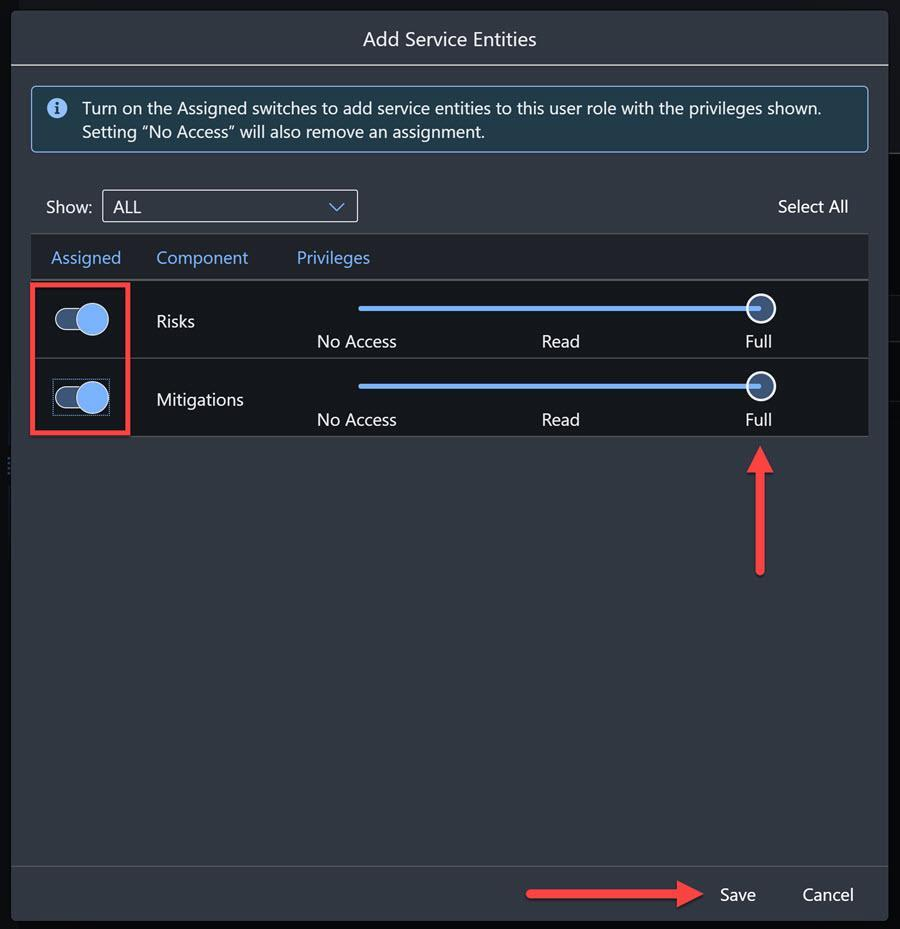 Add Service Entities
Turn on the Assigned switches to add service entities to this user role with the privileges shown.
Setting “No Access” will also remove an assignment.
Show: ALL Select All
Assigned Component Privileges
Risks
No Access Read Full
Mitigations
No Access Read Full
Save Cancel